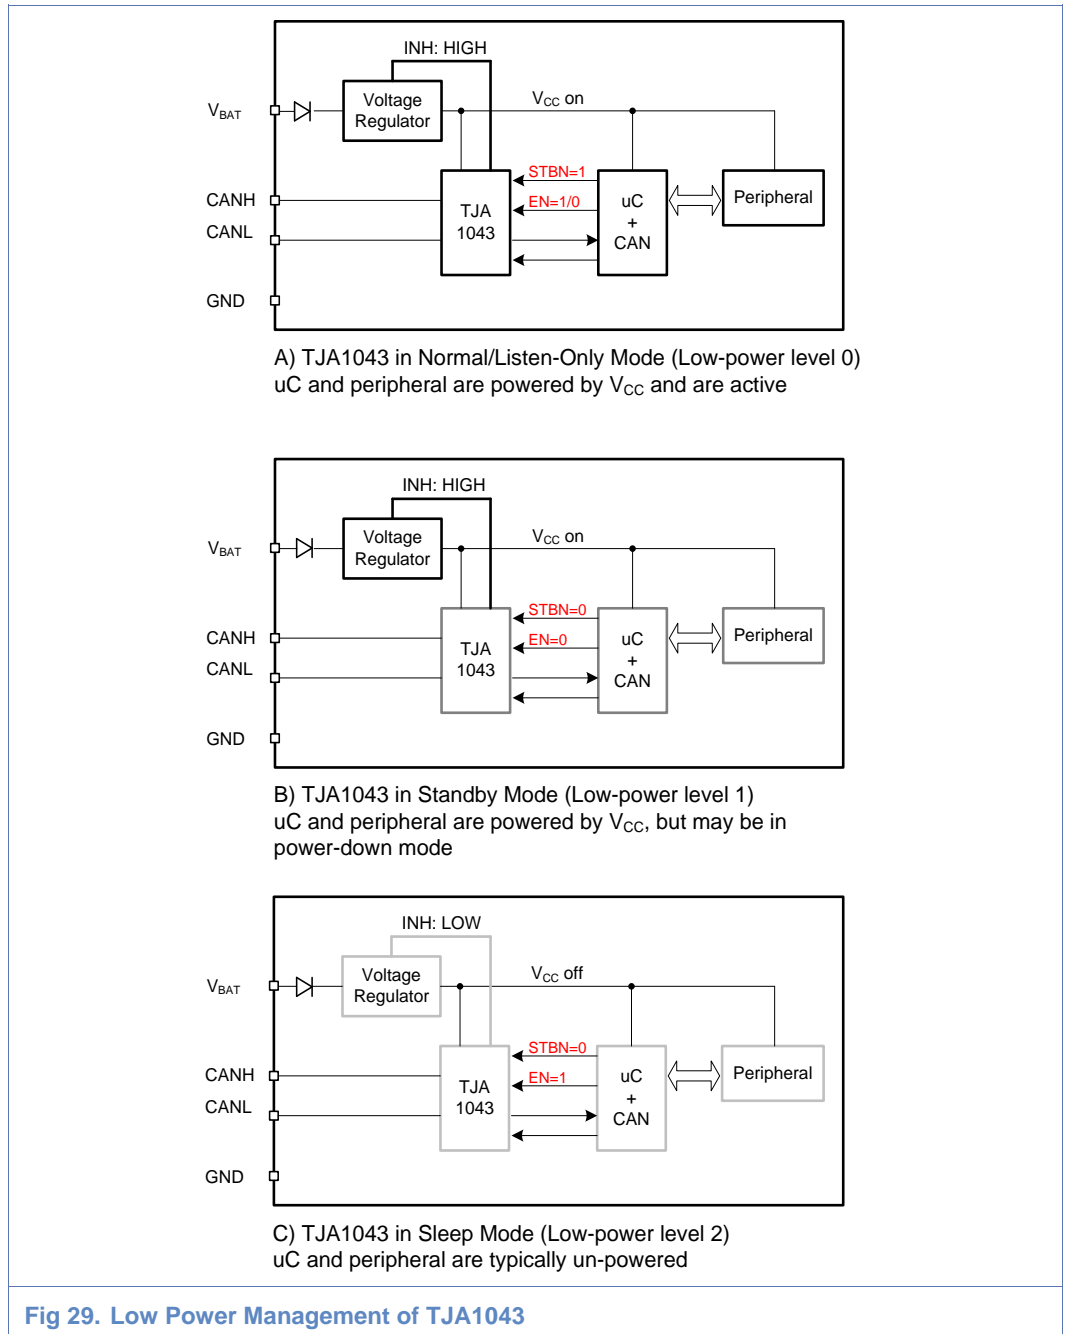 INH: HIGH
Voltage
Regulator
VBAT
VCC on
CANH
CANL
GND
TJA
1043
STBN=1
EN=1/0
uC
+
CAN
Peripheral
A) TJA1043 in Normal/Listen-Only Mode (Low-power level 0)
uC and peripheral are powered by VCC and are active
INH: HIGH
Voltage
Regulator
VBAT
VCC on
CANH
CANL
GND
TJA
1043
STBN=0
EN=0
uC
+
CAN
Peripheral
B) TJA1043 in Standby Mode (Low-power level 1)
uC and peripheral are powered by VCC, but may be in
power-down mode
INH: LOW
Voltage
Regulator
VBAT
VCC off
CANH
CANL
GND
TJA
1043
STBN=0
EN=1
uC
+
CAN
Peripheral
C) TJA1043 in Sleep Mode (Low-power level 2)
uC and peripheral are typically un-powered
Fig 29. Low Power Management of TJA1043